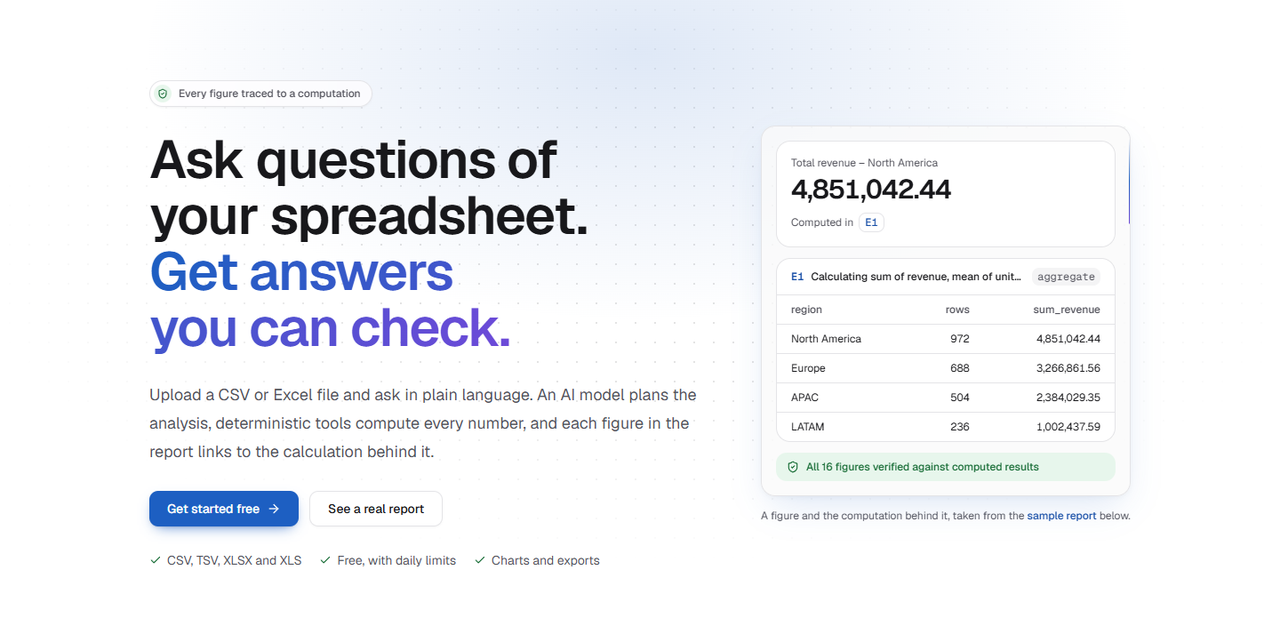 Every figure traced to a computation
Ask questions of
your spreadsheet.
Get answers
you can check.
Upload a CSV or Excel file and ask in plain language. An AI model plans the
analysis, deterministic tools compute every number, and each figure in the
report links to the calculation behind it.
Get started free →
See a real report
CSV, TSV, XLSX and XLS
Free, with daily limits
Charts and exports
Total revenue – North America
4,851,042.44
Computed in E1
E1 Calculating sum of revenue, mean of unit... aggregate
region rows sum_revenue
North America 972 4,851,042.44
Europe 688 3,266,861.56
APAC 504 2,384,029.35
LATAM 236 1,002,437.59
All 16 figures verified against computed results
A figure and the computation behind it, taken from the sample report below.